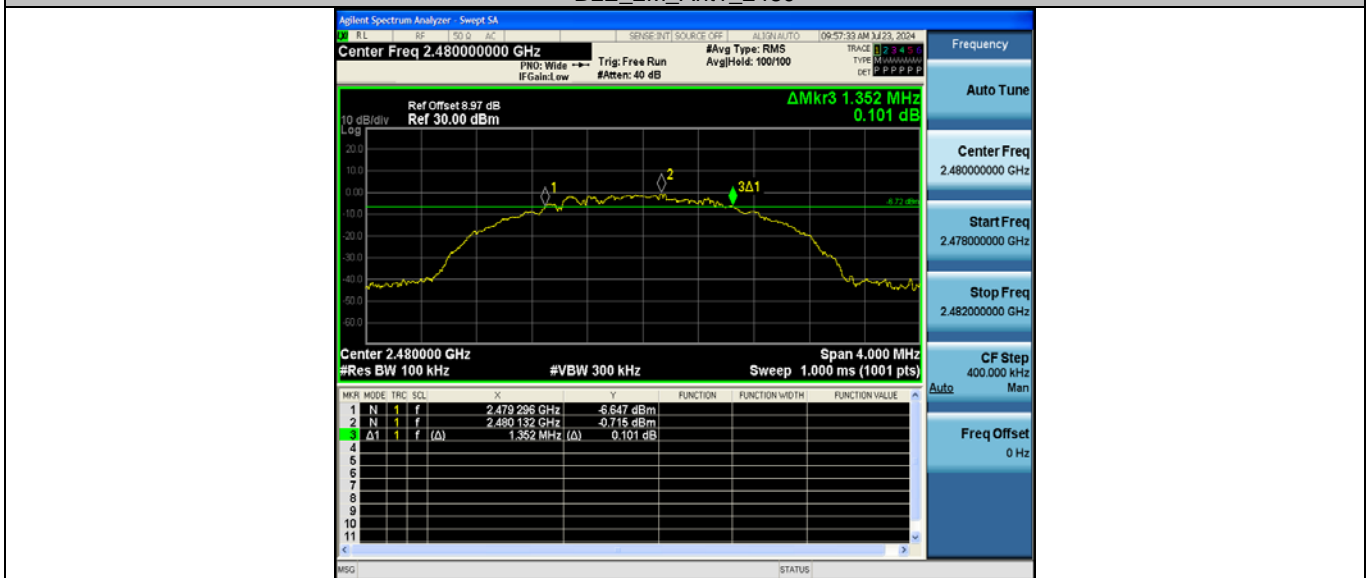 Agilent Spectrum Analyzer - Swept SA
RL RF 50 Ω AC SENSE:INT SOURCE OFF ALIGN AUTO 09:57:33 AM Jul 23, 2024
Center Freq 2.480000000 GHz
PNO: Wide
IFGain:Low
Trig: Free Run
#Atten: 40 dB
#Avg Type: RMS
Avg|Hold: 100/100
TRACE 1 2 3 4 5 6
TYPE M
DET P P P P P P
Frequency
Auto Tune
Center Freq
2.480000000 GHz
Start Freq
2.478000000 GHz
Stop Freq
2.482000000 GHz
CF Step
400.000 kHz
Auto Man
Freq Offset
0 Hz
ΔMkr3 1.352 MHz
0.101 dB
Ref Offset 8.97 dB
10 dB/div Ref 30.00 dBm
Log
20.0
10.0
0.00
-10.0
-20.0
-30.0
-40.0
-50.0
-60.0
1
2
3Δ1
-6.72 dBm
Center 2.480000 GHz Span 4.000 MHz
#Res BW 100 kHz #VBW 300 kHz Sweep 1.000 ms (1001 pts)
MKR MODE TRC SCL X Y FUNCTION FUNCTION WIDTH FUNCTION VALUE
1 N 1 f 2.479 296 GHz -6.647 dBm
2 N 1 f 2.480 132 GHz -0.715 dBm
3 Δ1 1 f (Δ) 1.352 MHz (Δ) 0.101 dB
4
5
6
7
8
9
10
11
MSG STATUS